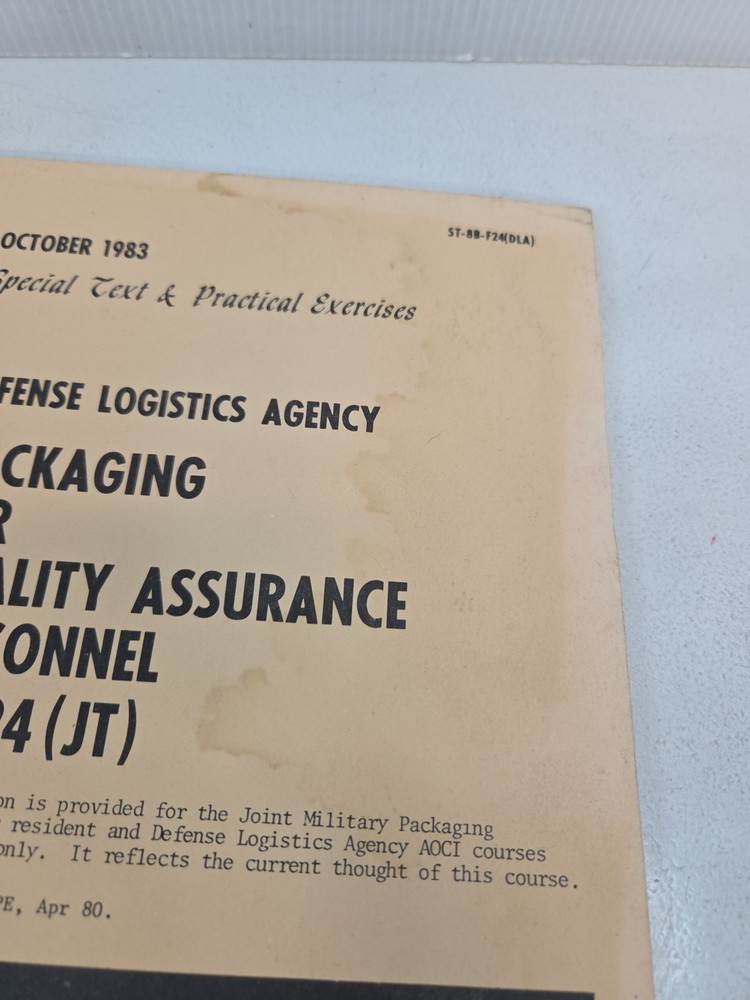 OCTOBER 1983
ST-8B-F24(DLA)
Special Text & Practical Exercises
FENSE LOGISTICS AGENCY
CKAGING
R
ALITY ASSURANCE
SONNEL
24 (JT)
on is provided for the Joint Military Packaging
resident and Defense Logistics Agency AOCI courses
only. It reflects the current thought of this course.
PE, Apr 80.